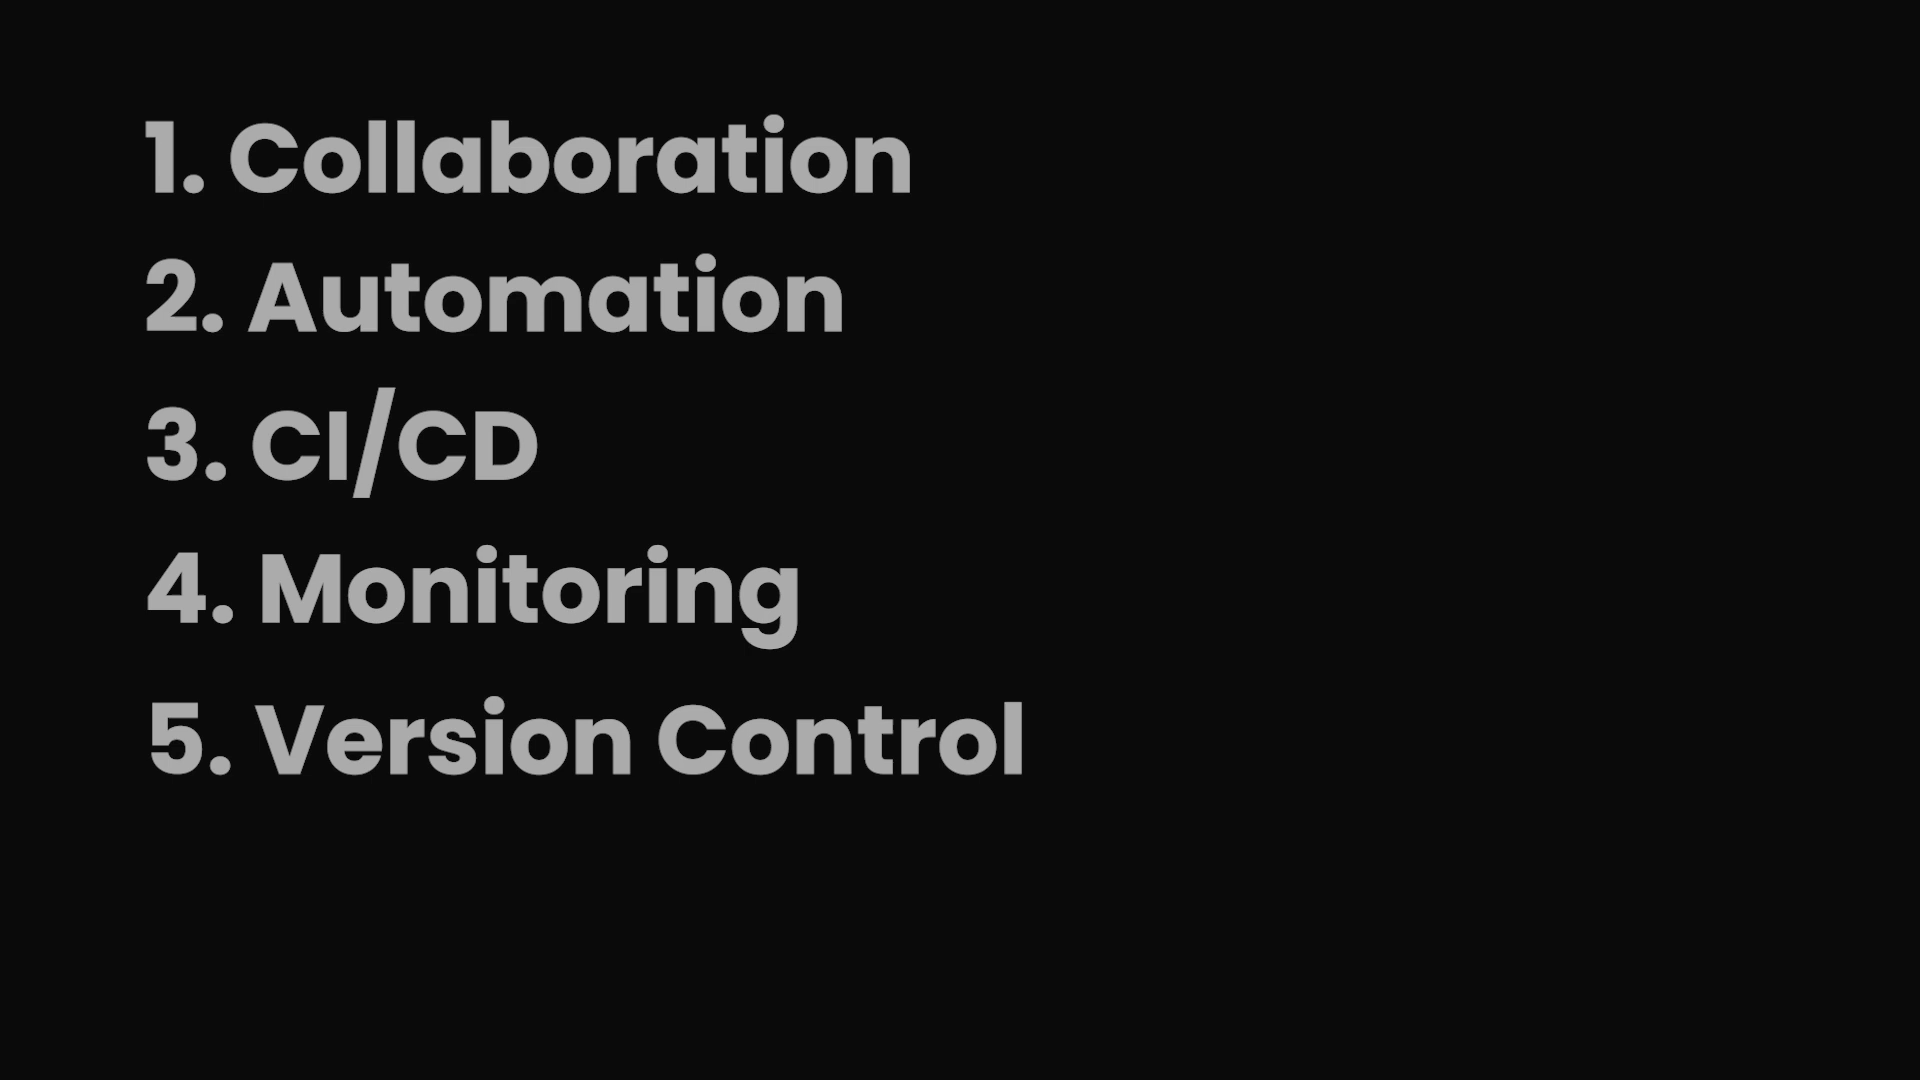 1. Collaboration
2. Automation
3. CI/CD
4. Monitoring
5. Version Control